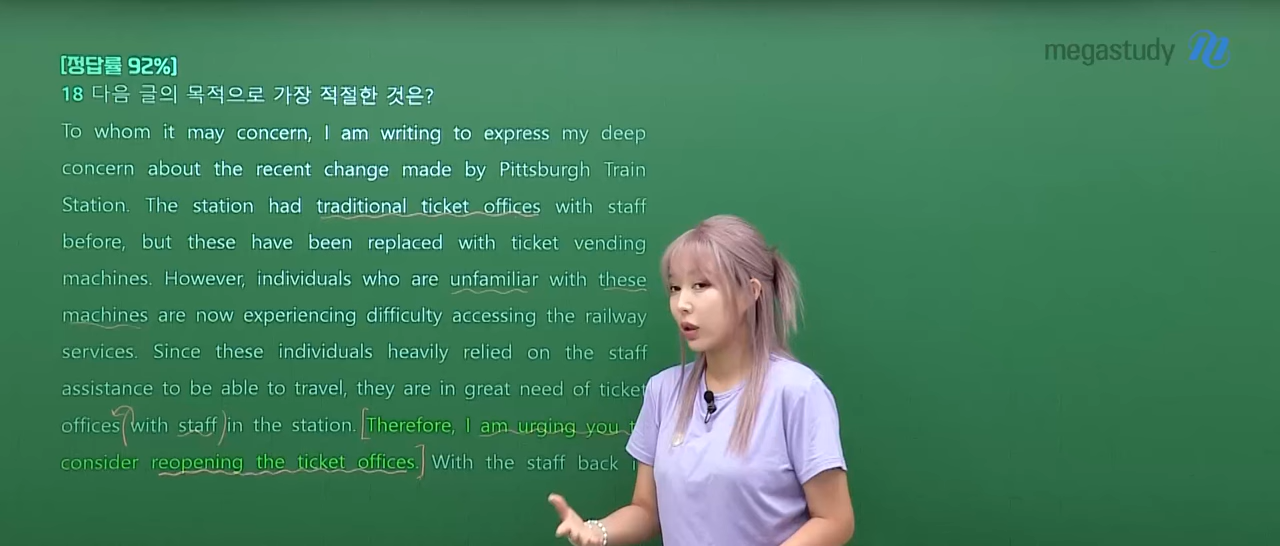 megastudy
[정답률 92%]
18 다음 글의 목적으로 가장 적절한 것은?
To whom it may concern, I am writing to express my deep
concern about the recent change made by Pittsburgh Train
Station. The station had traditional ticket offices with staff
before, but these have been replaced with ticket vending
machines. However, individuals who are unfamiliar with these
machines are now experiencing difficulty accessing the railway
services. Since these individuals heavily relied on the staff
assistance to be able to travel, they are in great need of ticket
offices (with staff) in the station. [Therefore, I am urging you
consider reopening the ticket offices.] With the staff back